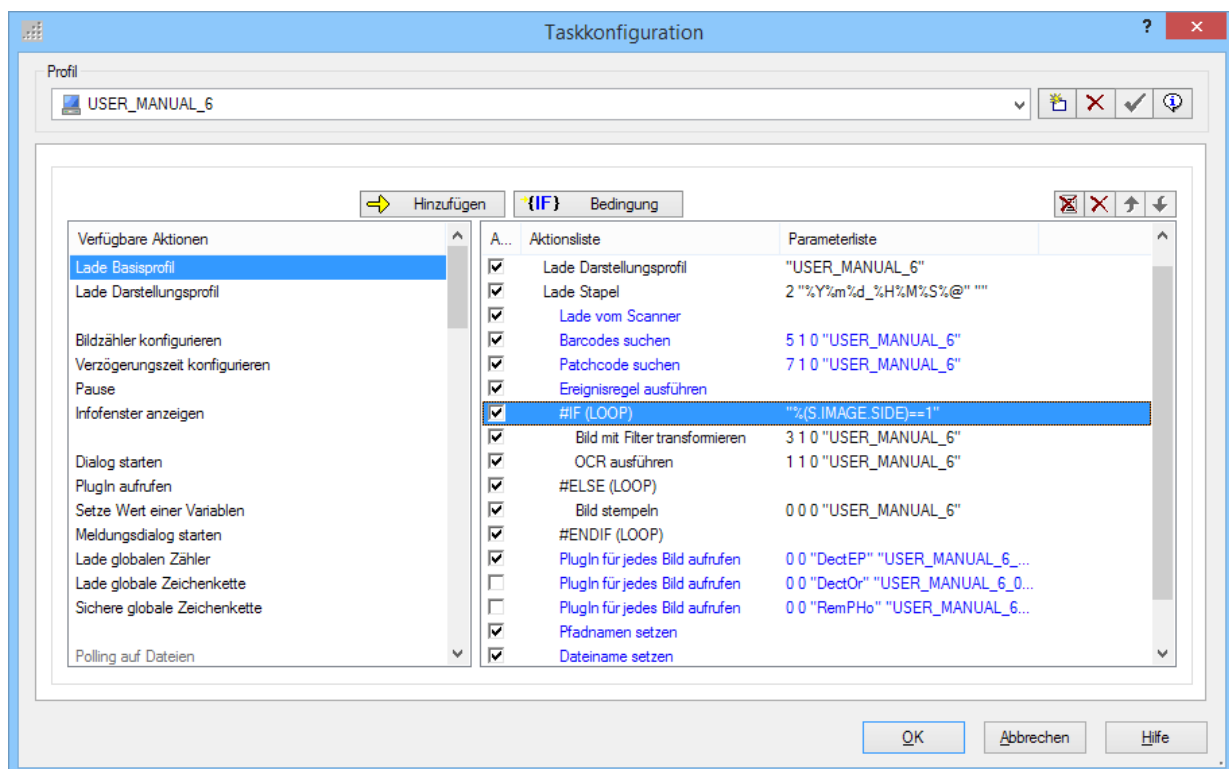 Taskkonfiguration
?
Profil
USER_MANUAL_6
Hinzufügen
{IF} Bedingung
Verfügbare Aktionen
Lade Basisprofil
Lade Darstellungsprofil
Bildzähler konfigurieren
Verzögerungszeit konfigurieren
Pause
Infofenster anzeigen
Dialog starten
PlugIn aufrufen
Setze Wert einer Variablen
Meldungsdialog starten
Lade globalen Zähler
Lade globale Zeichenkette
Sichere globale Zeichenkette
Polling auf Dateien
A... Aktionsliste Parameterliste
Lade Darstellungsprofil "USER_MANUAL_6"
Lade Stapel 2 "%Y%m%d_%H%M%S%@" ""
Lade vom Scanner
Barcodes suchen 5 1 0 "USER_MANUAL_6"
Patchcode suchen 7 1 0 "USER_MANUAL_6"
Ereignisregel ausführen
#IF (LOOP) "%(S.IMAGE.SIDE)==1"
Bild mit Filter transformieren 3 1 0 "USER_MANUAL_6"
OCR ausführen 1 1 0 "USER_MANUAL_6"
#ELSE (LOOP)
Bild stempeln 0 0 0 "USER_MANUAL_6"
#ENDIF (LOOP)
PlugIn für jedes Bild aufrufen 0 0 "DectEP" "USER_MANUAL_6_...
PlugIn für jedes Bild aufrufen 0 0 "DectOr" "USER_MANUAL_6_0...
PlugIn für jedes Bild aufrufen 0 0 "RemPHo" "USER_MANUAL_6...
Pfadnamen setzen
Dateiname setzen
OK Abbrechen Hilfe